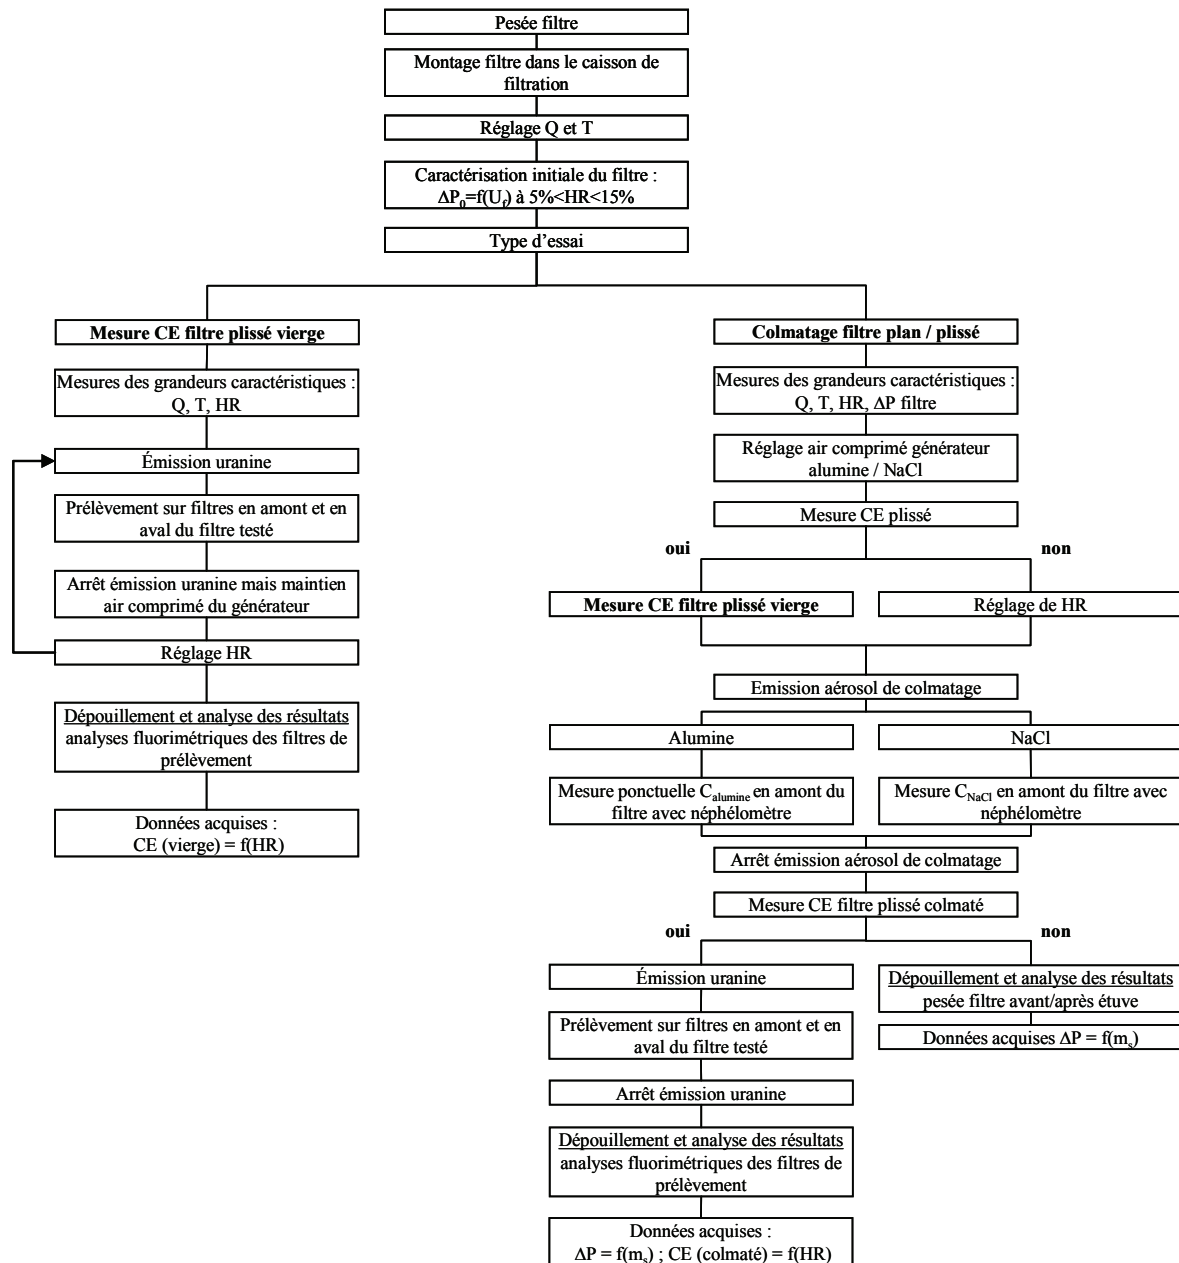 Pesée filtre
Montage filtre dans le caisson de
filtration
Réglage Q et T
Caractérisation initiale du filtre :
ΔP₀=f(U_f) à 5%<HR<15%
Type d'essai
Mesure CE filtre plissé vierge
Mesures des grandeurs caractéristiques :
Q, T, HR
Émission uranine
Prélèvement sur filtres en amont et en
aval du filtre testé
Arrêt émission uranine mais maintien
air comprimé du générateur
Réglage HR
Dépouillement et analyse des résultats
analyses fluorimétriques des filtres de
prélèvement
Données acquises :
CE (vierge) = f(HR)
Colmatage filtre plan / plissé
Mesures des grandeurs caractéristiques :
Q, T, HR, ΔP filtre
Réglage air comprimé générateur
alumine / NaCl
Mesure CE plissé
oui
non
Mesure CE filtre plissé vierge
Réglage de HR
Emission aérosol de colmatage
Alumine
NaCl
Mesure ponctuelle C_alumine en amont du
filtre avec néphélomètre
Mesure C_NaCl en amont du filtre avec
néphélomètre
Arrêt émission aérosol de colmatage
Mesure CE filtre plissé colmaté
oui
non
Émission uranine
Prélèvement sur filtres en amont et en
aval du filtre testé
Arrêt émission uranine
Dépouillement et analyse des résultats
analyses fluorimétriques des filtres de
prélèvement
Données acquises :
ΔP = f(m_s) ; CE (colmaté) = f(HR)
Dépouillement et analyse des résultats
pesée filtre avant/après étuve
Données acquises ΔP = f(m_s)